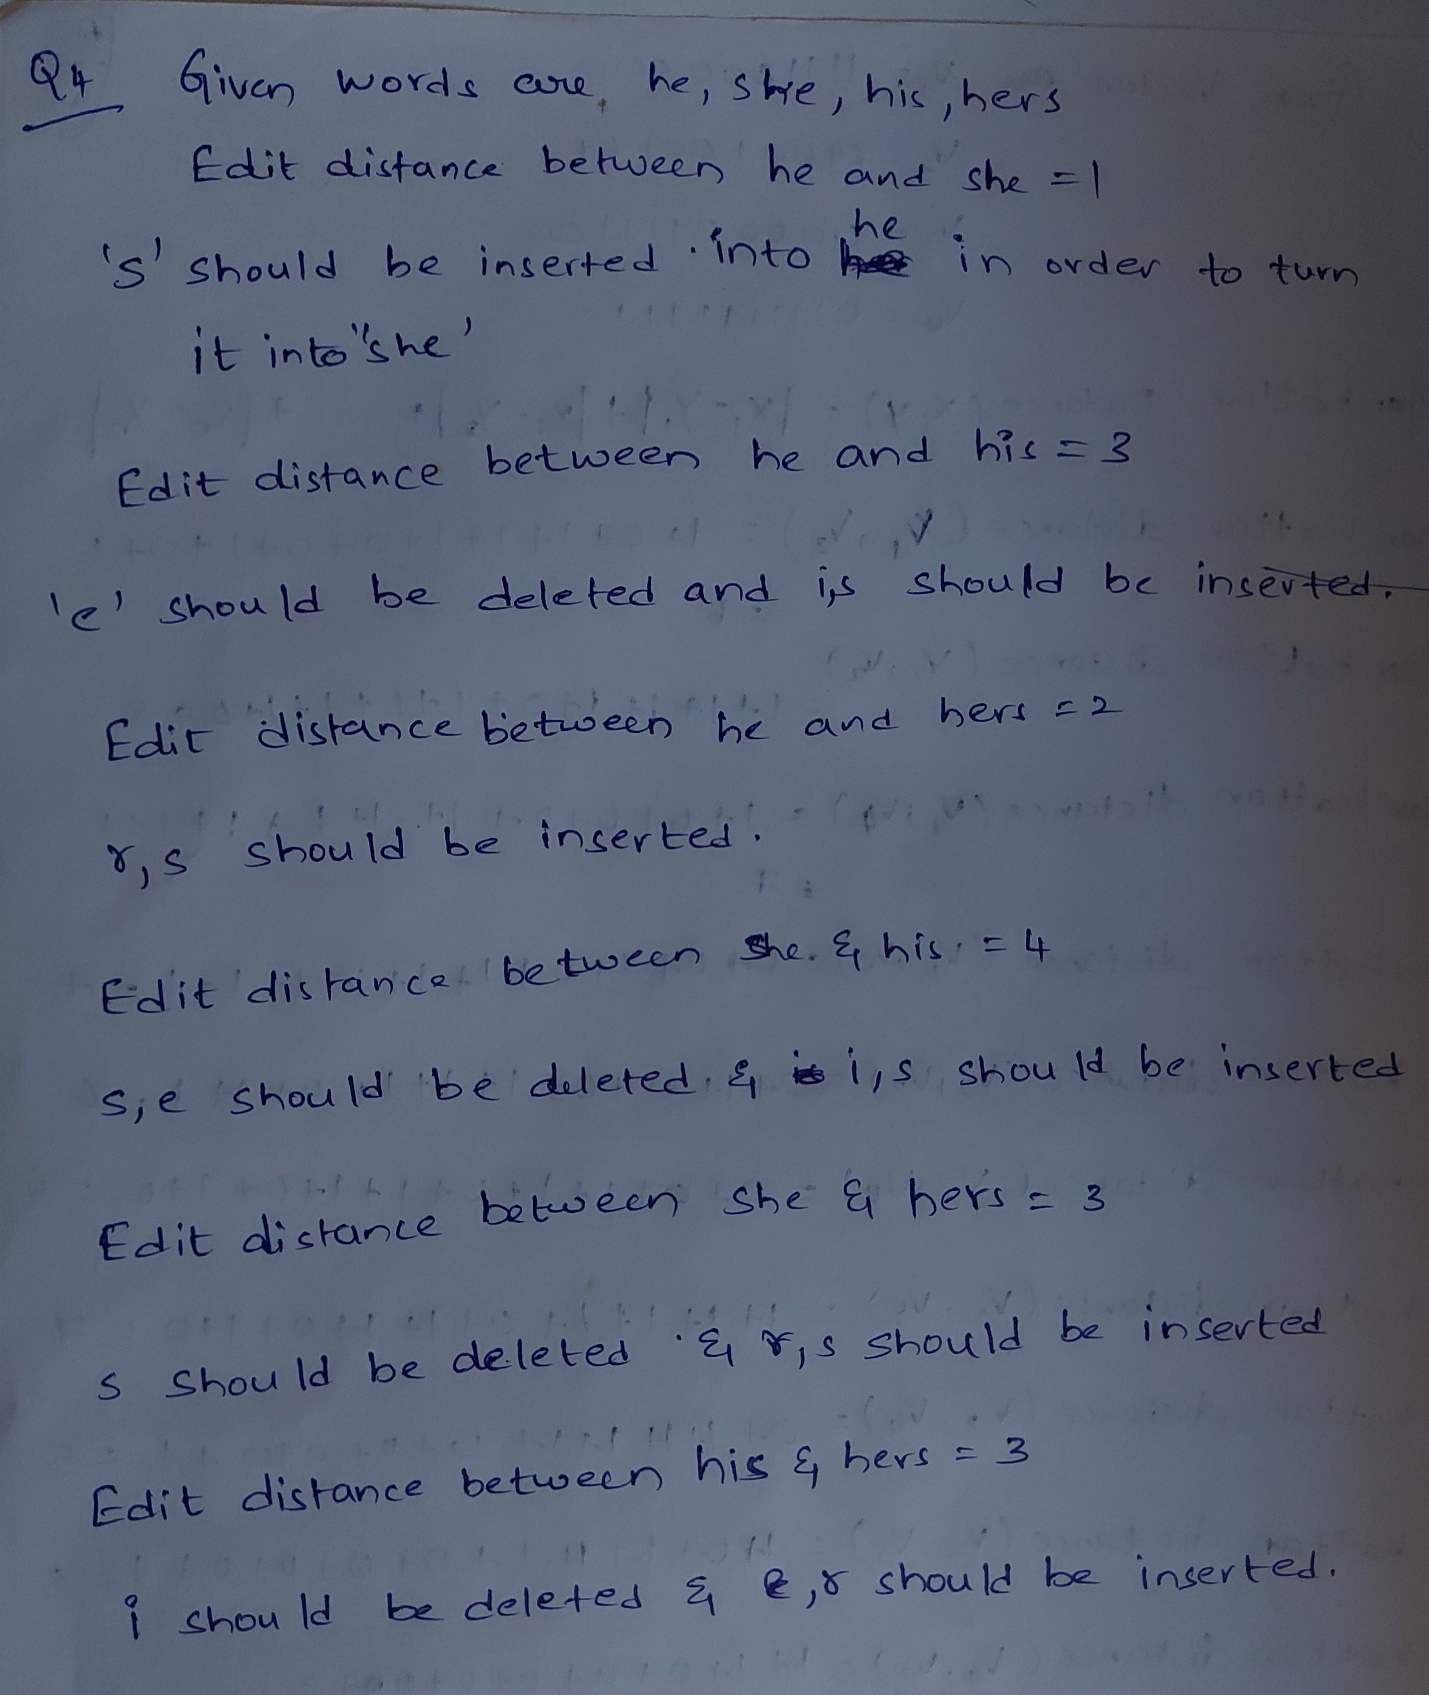 Q4 Given words are, he, she, his, hers
Edit distance between he and she = 1
's' should be inserted into he in order to turn
it into "she'
Edit distance between he and his = 3
'e' should be deleted and i,s should be inserted.
Edit distance between he and hers = 2
r,s should be inserted.
Edit distance between she & his = 4
s,e should be deleted & i,s should be inserted
Edit distance between she & hers = 3
s should be deleted & r,s should be inserted
Edit distance between his & hers = 3
i should be deleted & e,r should be inserted.